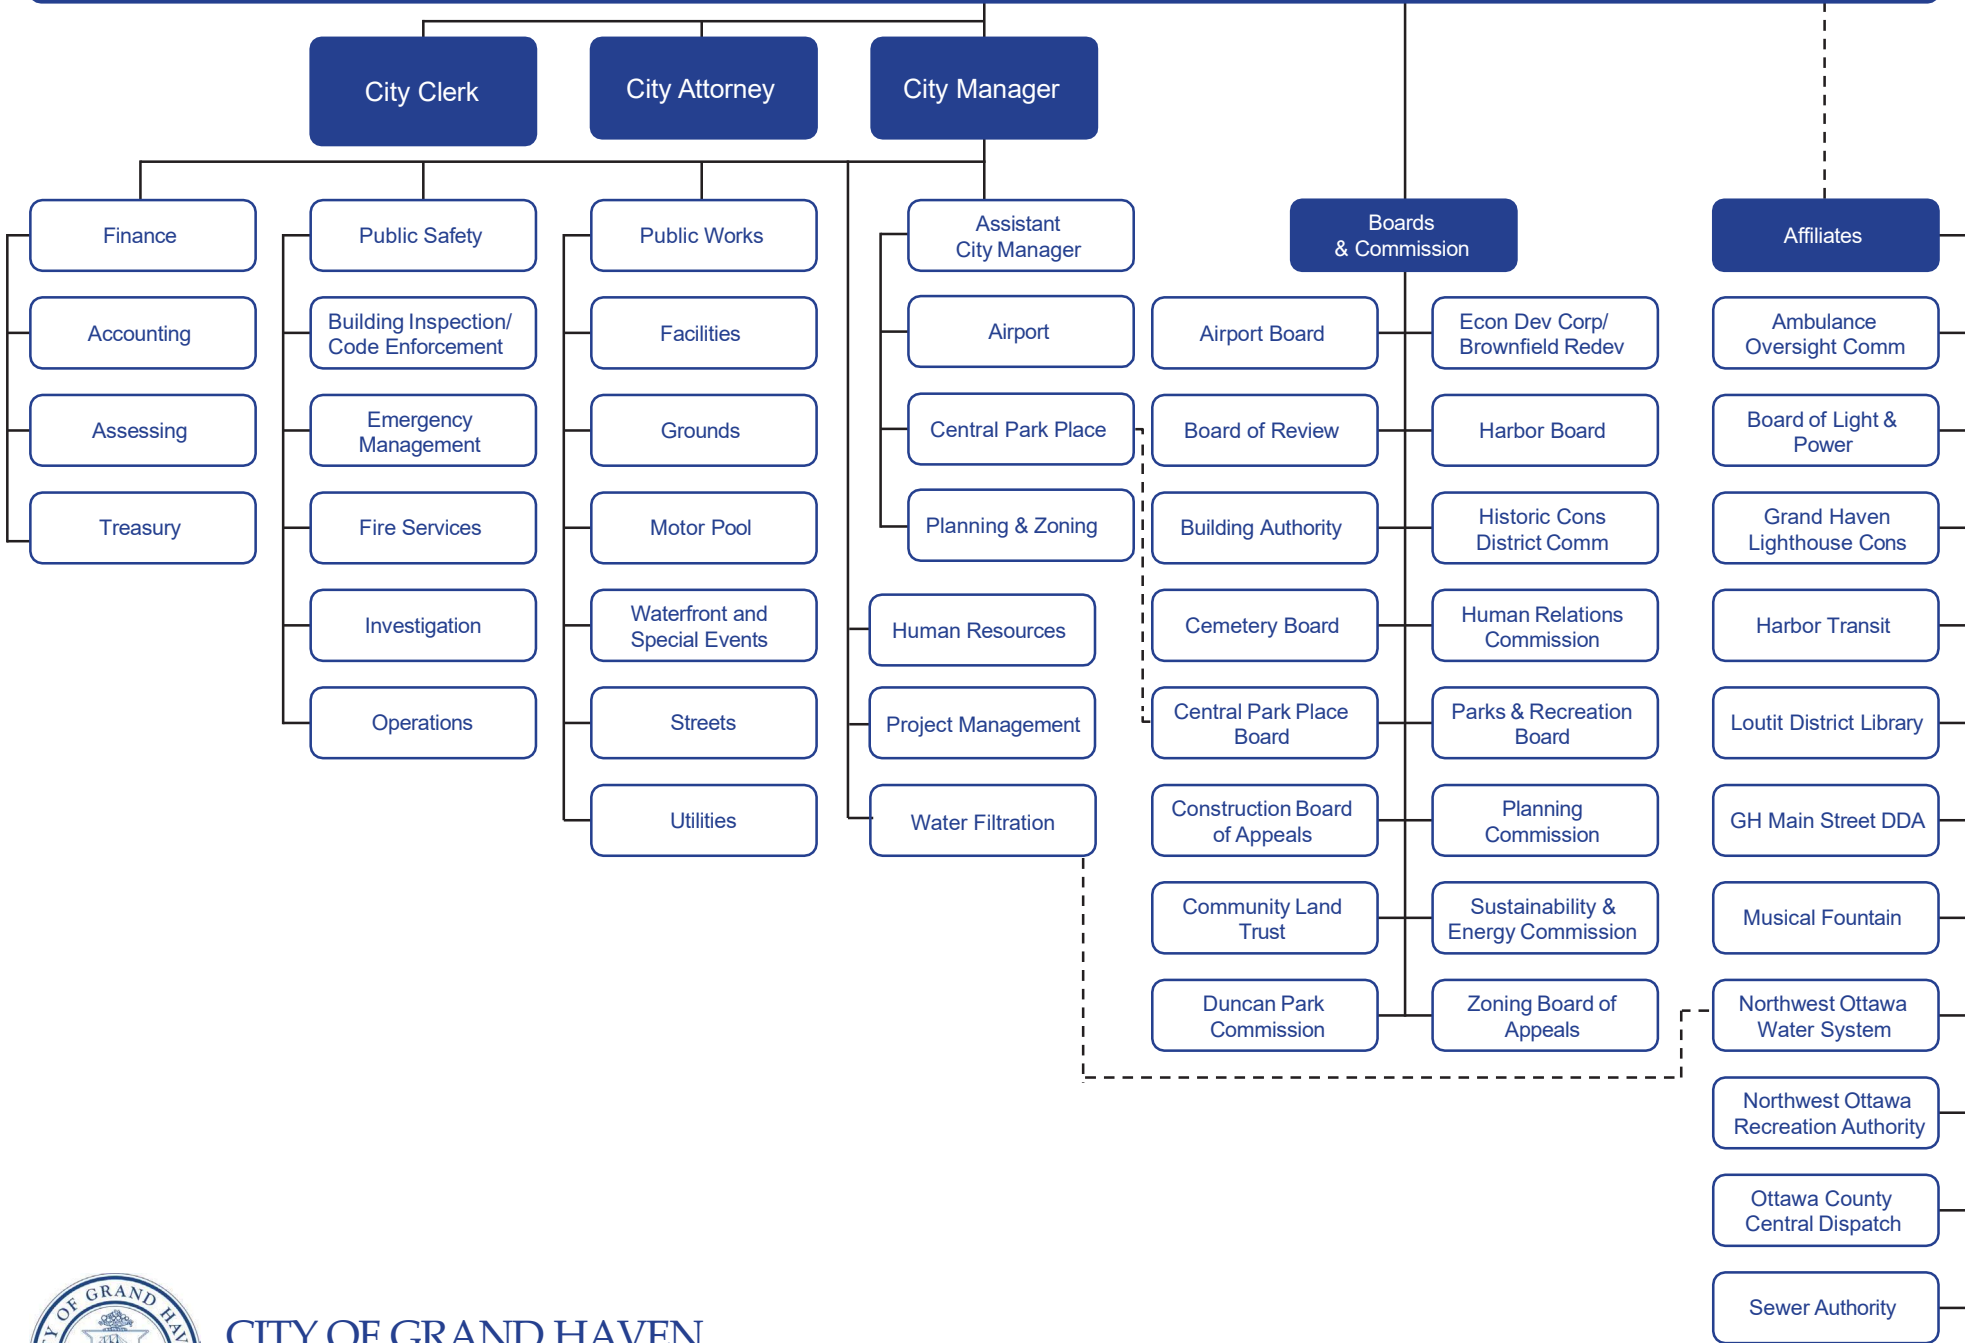 City Clerk
City Attorney
City Manager
Finance
Accounting
Assessing
Treasury
Public Safety
Building Inspection/
Code Enforcement
Emergency
Management
Fire Services
Investigation
Operations
Public Works
Facilities
Grounds
Motor Pool
Waterfront and
Special Events
Streets
Utilities
Assistant
City Manager
Airport
Central Park Place
Planning & Zoning
Human Resources
Project Management
Water Filtration
Boards
& Commission
Airport Board
Board of Review
Building Authority
Cemetery Board
Central Park Place
Board
Construction Board
of Appeals
Community Land
Trust
Duncan Park
Commission
Econ Dev Corp/
Brownfield Redev
Harbor Board
Historic Cons
District Comm
Human Relations
Commission
Parks & Recreation
Board
Planning
Commission
Sustainability &
Energy Commission
Zoning Board of
Appeals
Affiliates
Ambulance
Oversight Comm
Board of Light &
Power
Grand Haven
Lighthouse Cons
Harbor Transit
Loutit District Library
GH Main Street DDA
Musical Fountain
Northwest Ottawa
Water System
Northwest Ottawa
Recreation Authority
Ottawa County
Central Dispatch
Sewer Authority
OF GRAND
CITY OF GRAND HAVEN